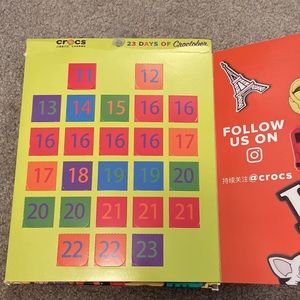 crocs
JIBBITZ CHARMS
23 DAYS OF Croctober
11 12
13 14 15 16 16
16 16 16 16 17
17 18 19 19 20
20 20 21 21 21
22 22 23
FOLLOW
US ON
持续关注@crocs